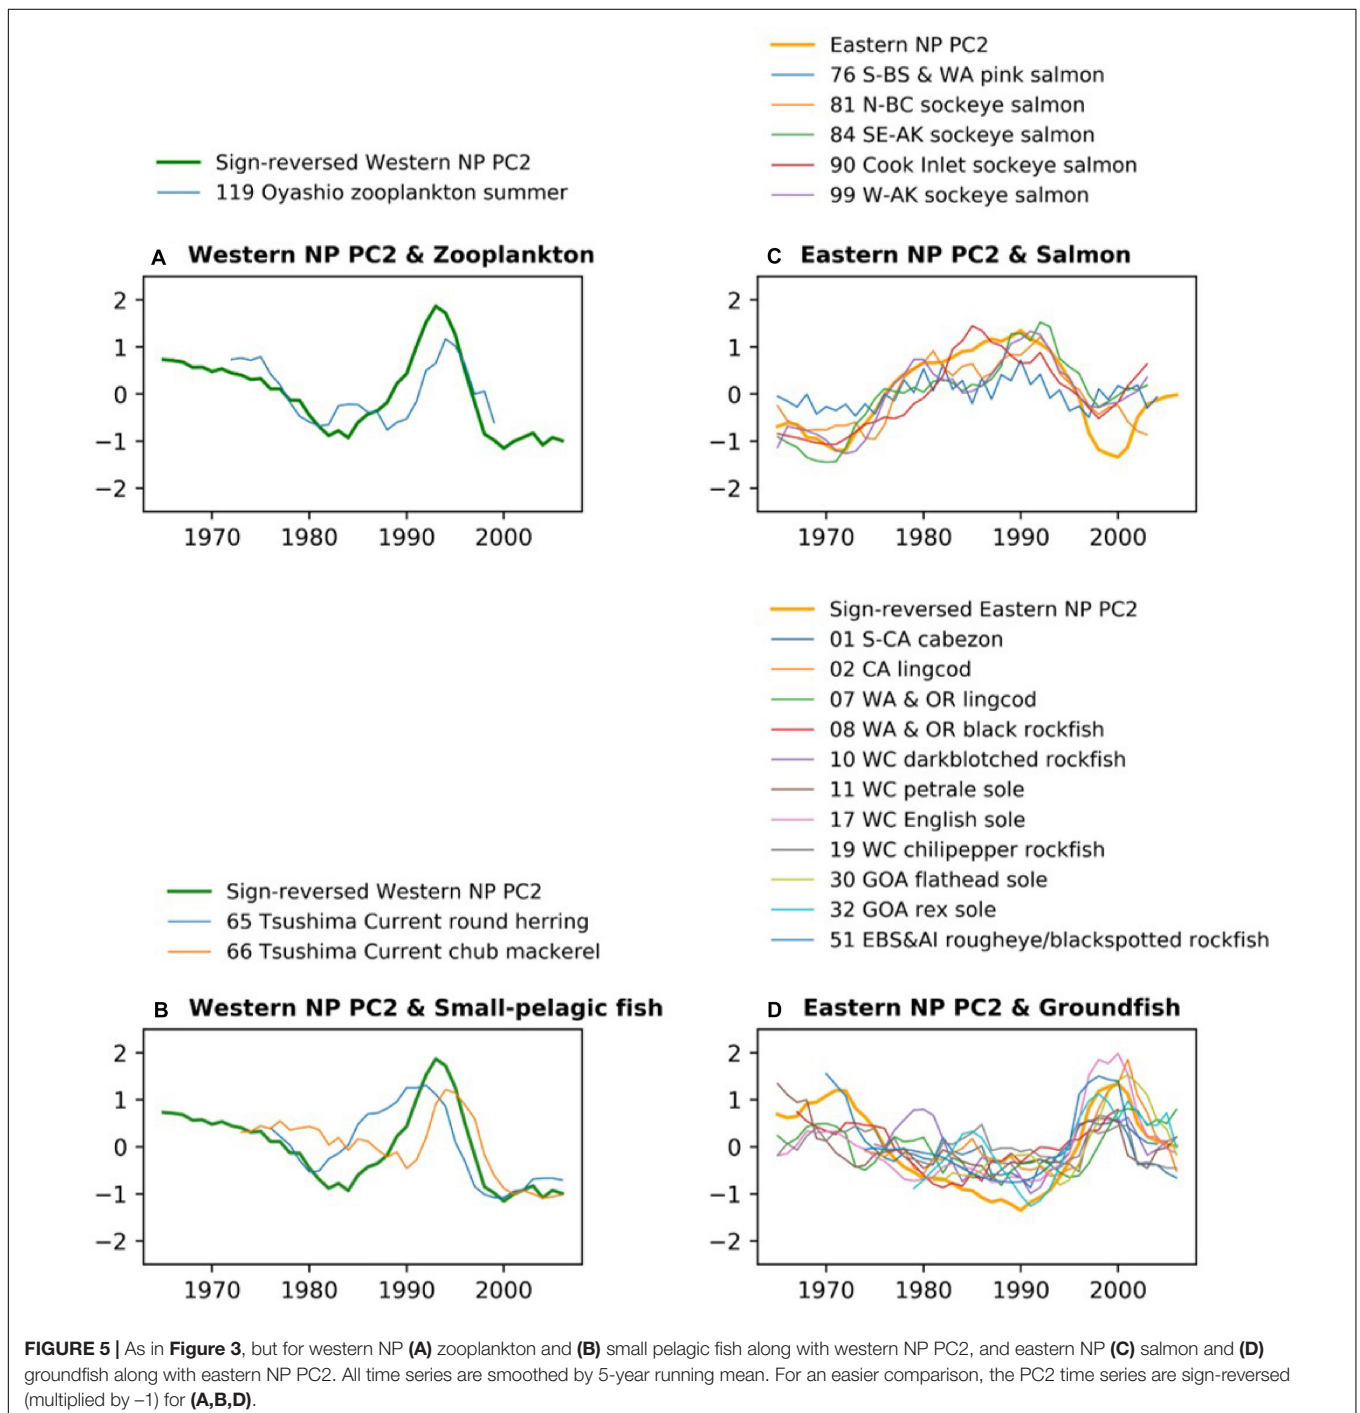 Sign-reversed Western NP PC2
119 Oyashio zooplankton summer
A Western NP PC2 & Zooplankton
2
1
0
−1
−2
1970 1980 1990 2000
Eastern NP PC2
76 S-BS & WA pink salmon
81 N-BC sockeye salmon
84 SE-AK sockeye salmon
90 Cook Inlet sockeye salmon
99 W-AK sockeye salmon
C Eastern NP PC2 & Salmon
2
1
0
−1
−2
1970 1980 1990 2000
Sign-reversed Western NP PC2
65 Tsushima Current round herring
66 Tsushima Current chub mackerel
B Western NP PC2 & Small-pelagic fish
2
1
0
−1
−2
1970 1980 1990 2000
Sign-reversed Eastern NP PC2
01 S-CA cabezon
02 CA lingcod
07 WA & OR lingcod
08 WA & OR black rockfish
10 WC darkblotched rockfish
11 WC petrale sole
17 WC English sole
19 WC chilipepper rockfish
30 GOA flathead sole
32 GOA rex sole
51 EBS&AI rougheye/blackspotted rockfish
D Eastern NP PC2 & Groundfish
2
1
0
−1
−2
1970 1980 1990 2000
FIGURE 5 | As in Figure 3, but for western NP (A) zooplankton and (B) small pelagic fish along with western NP PC2, and eastern NP (C) salmon and (D)
groundfish along with eastern NP PC2. All time series are smoothed by 5-year running mean. For an easier comparison, the PC2 time series are sign-reversed
(multiplied by –1) for (A,B,D).